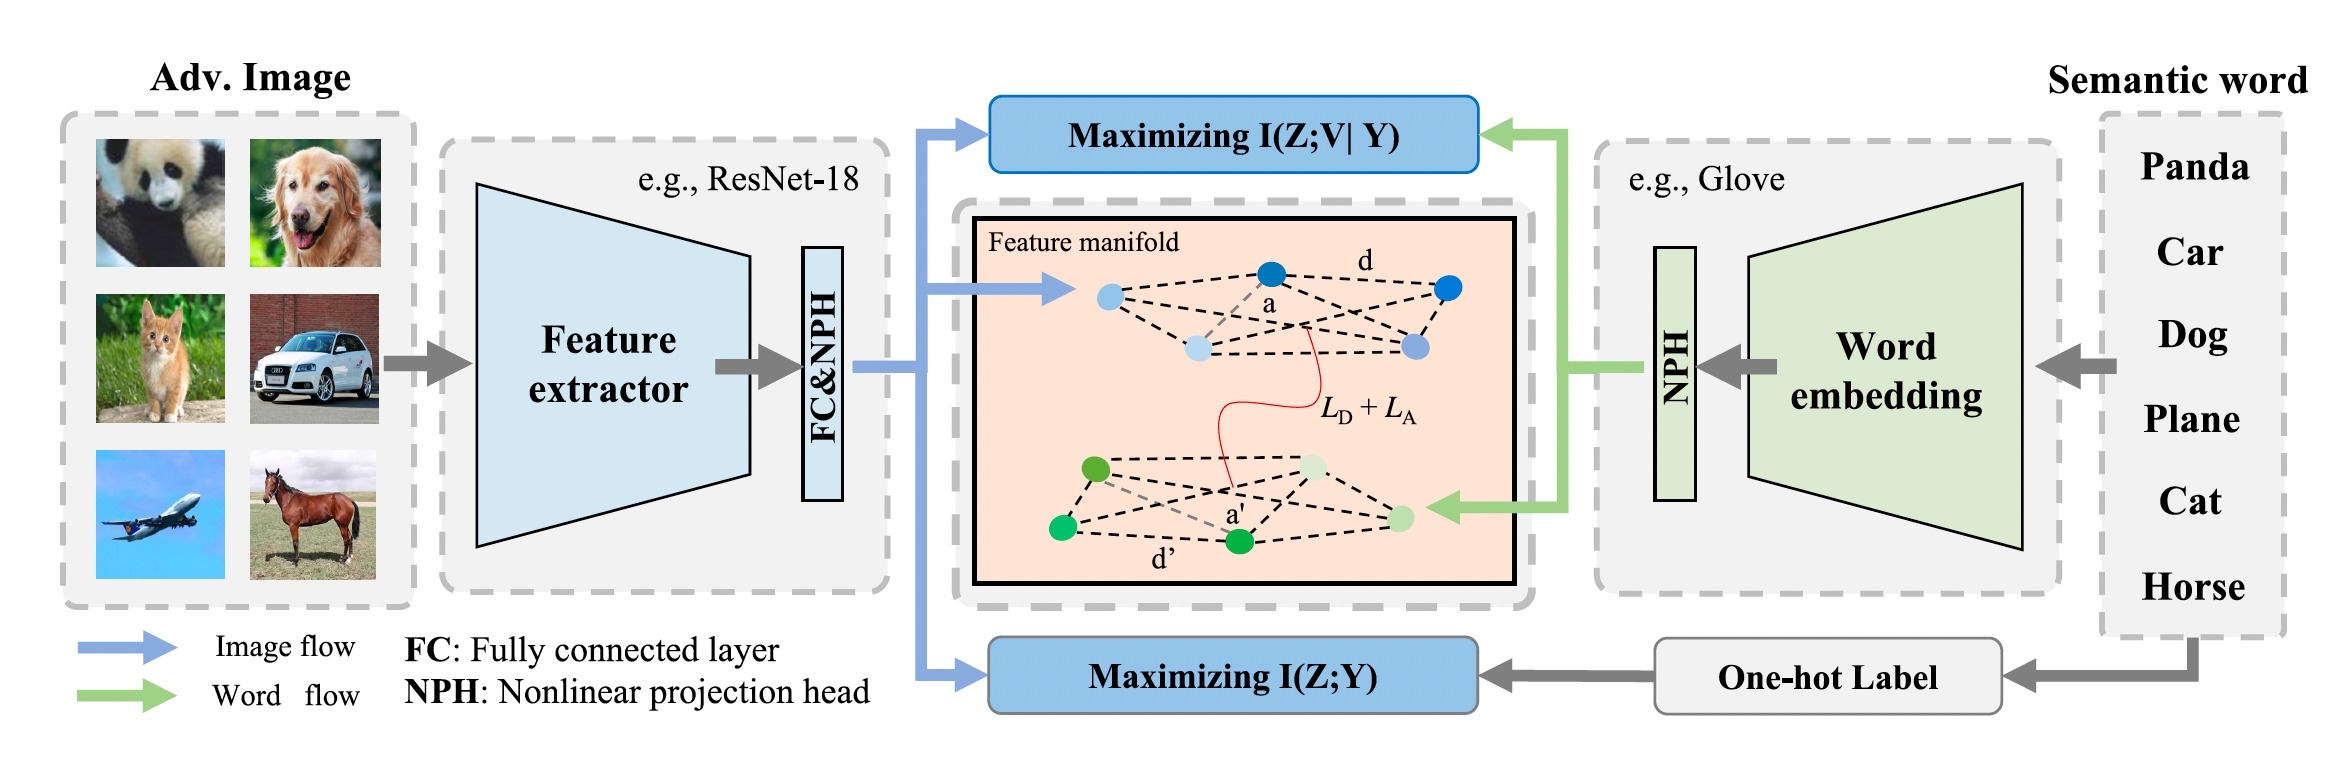 Adv. Image
Semantic word
e.g., ResNet-18
Feature
extractor
FC&NPH
Maximizing I(Z;V| Y)
Feature manifold
d
a
L_D + L_A
a'
d’
Maximizing I(Z;Y)
e.g., Glove
NPH
Word
embedding
Panda
Car
Dog
Plane
Cat
Horse
One-hot Label
Image flow
Word flow
FC: Fully connected layer
NPH: Nonlinear projection head